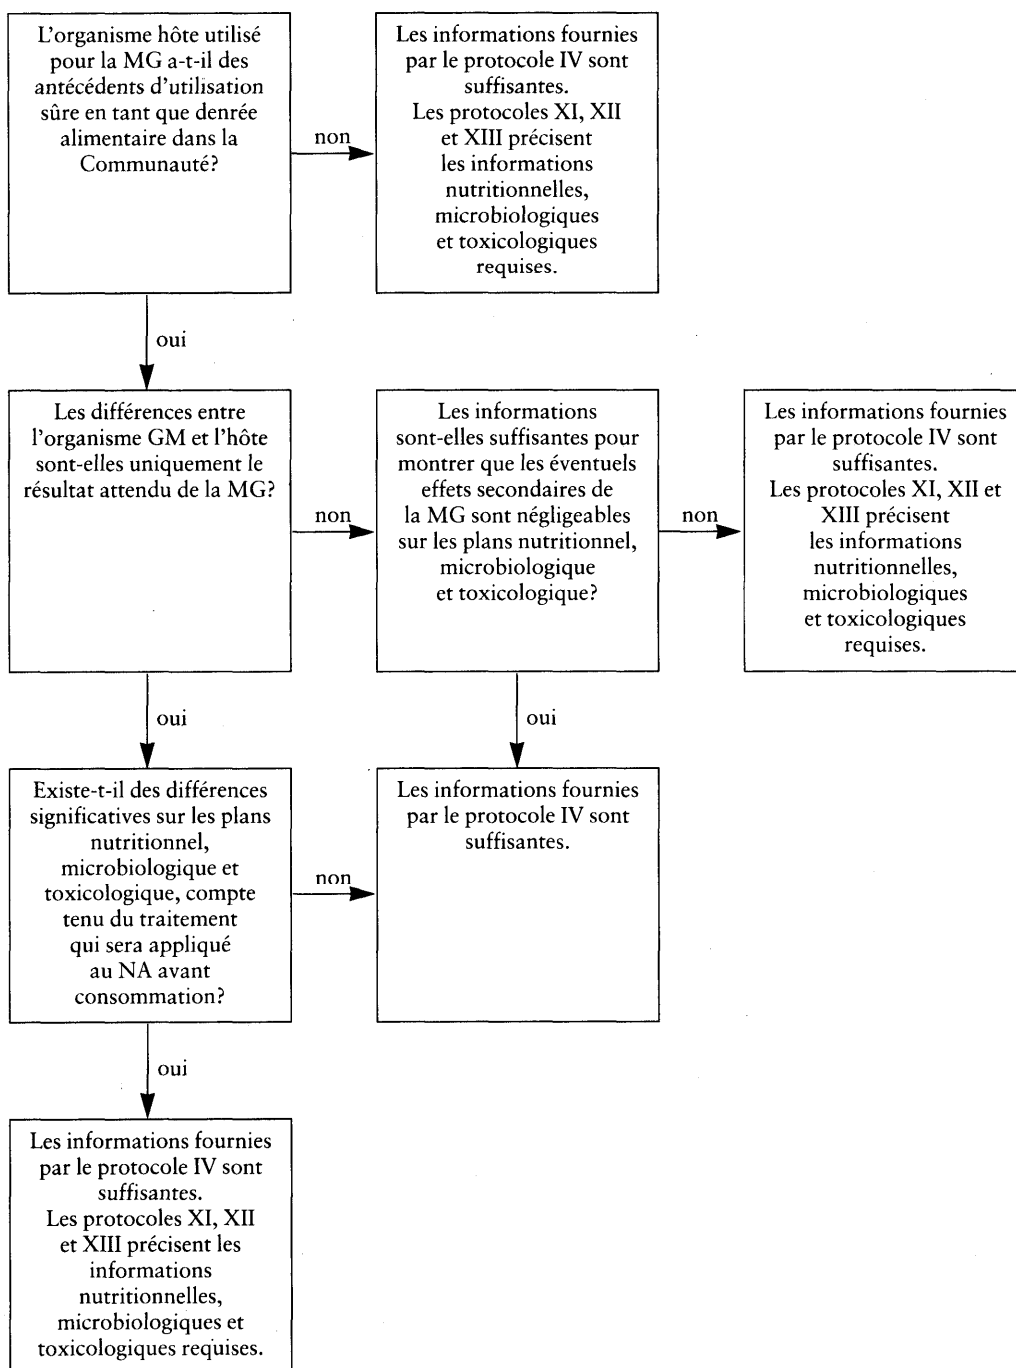 L'organisme hôte utilisé
pour la MG a-t-il des
antécédents d'utilisation
sûre en tant que denrée
alimentaire dans la
Communauté?
non
Les informations fournies
par le protocole IV sont
suffisantes.
Les protocoles XI, XII
et XIII précisent
les informations
nutritionnelles,
microbiologiques
et toxicologiques
requises.
oui
Les différences entre
l'organisme GM et l'hôte
sont-elles uniquement le
résultat attendu de la MG?
non
Les informations
sont-elles suffisantes pour
montrer que les éventuels
effets secondaires de
la MG sont négligeables
sur les plans nutritionnel,
microbiologique
et toxicologique?
non
Les informations fournies
par le protocole IV sont
suffisantes.
Les protocoles XI, XII et
XIII précisent
les informations
nutritionnelles,
microbiologiques
et toxicologiques
requises.
oui
oui
Existe-t-il des différences
significatives sur les plans
nutritionnel,
microbiologique et
toxicologique, compte
tenu du traitement
qui sera appliqué
au NA avant
consommation?
non
Les informations fournies
par le protocole IV sont
suffisantes.
oui
Les informations fournies
par le protocole IV sont
suffisantes.
Les protocoles XI, XII
et XIII précisent les
informations
nutritionnelles,
microbiologiques et
toxicologiques requises.